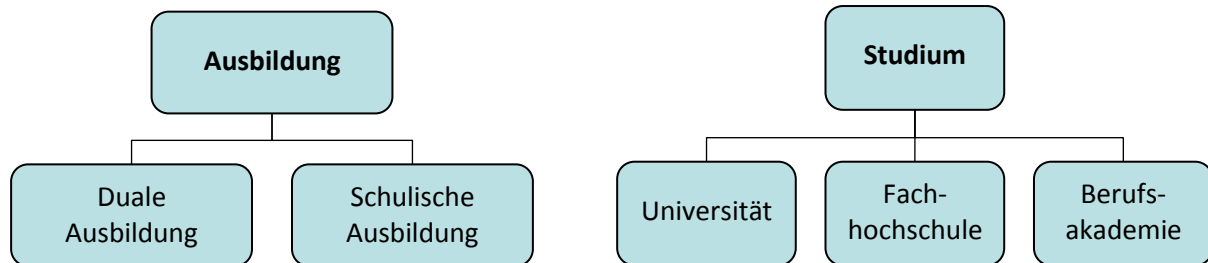 Ausbildung
Duale
Ausbildung
Schulische
Ausbildung
Studium
Universität
Fach-
hochschule
Berufs-
akademie